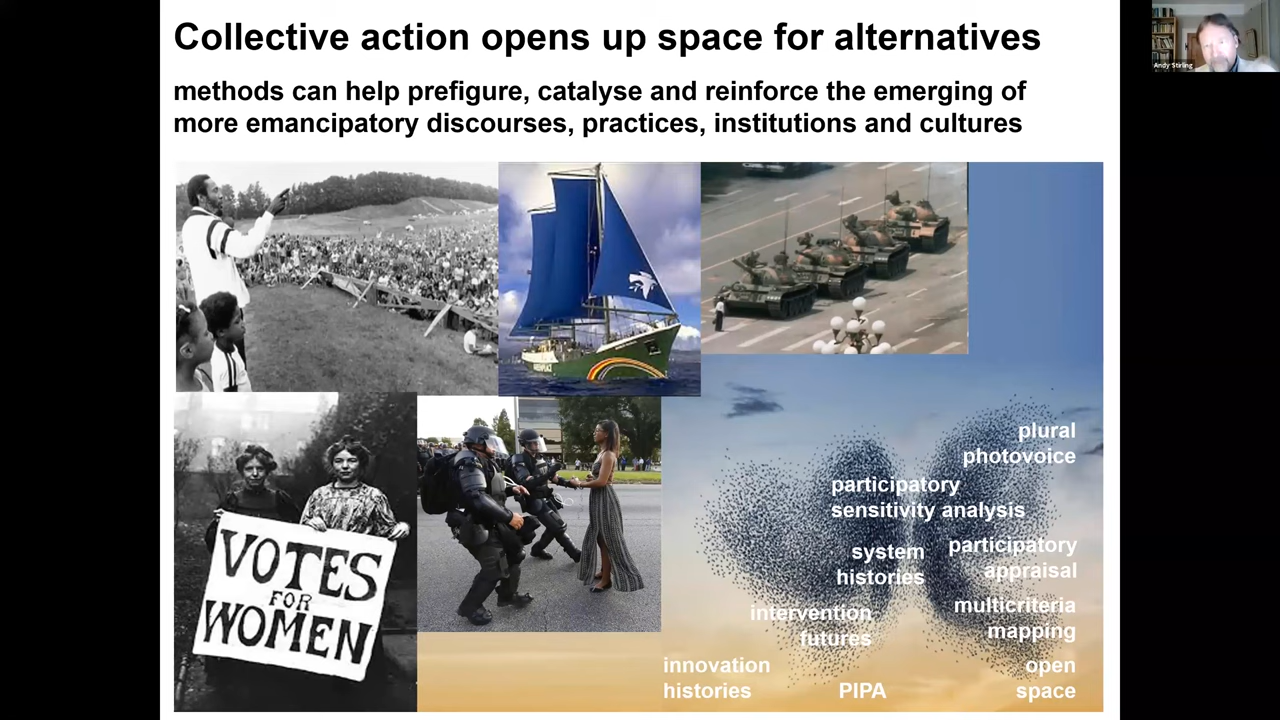 Collective action opens up space for alternatives
methods can help prefigure, catalyse and reinforce the emerging of
more emancipatory discourses, practices, institutions and cultures
Andy Stirling
GREENPEACE
VOTES
FOR
WOMEN
plural
photovoice
participatory
sensitivity analysis
system
histories
participatory
appraisal
intervention
futures
multicriteria
mapping
innovation
histories
PIPA
open
space